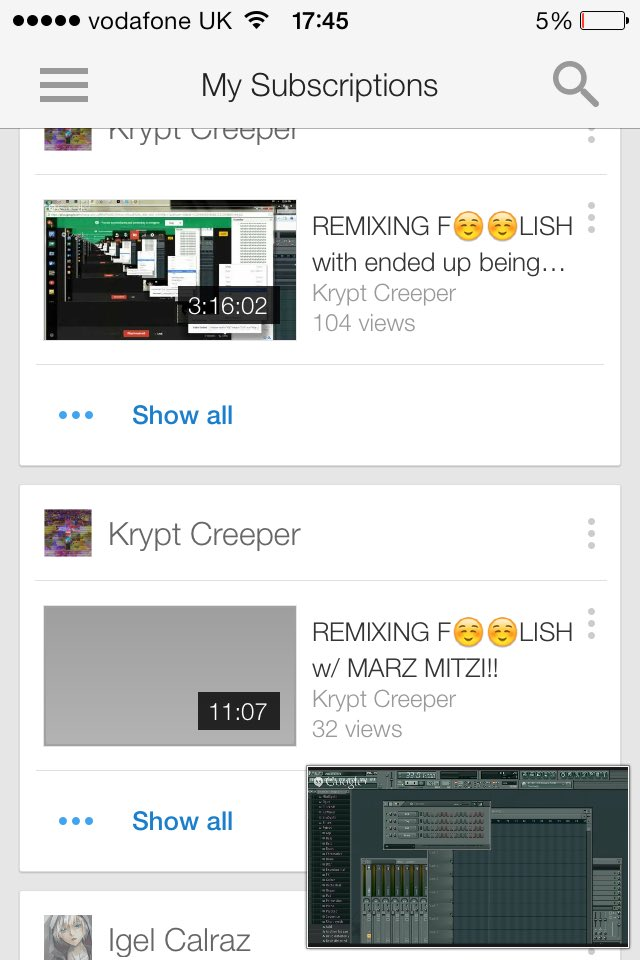 vodafone UK 17:45 5%
My Subscriptions
Krypt Creeper
REMIXING F☺️☺️LISH
with ended up being…
Krypt Creeper
104 views
3:16:02
Show all
Krypt Creeper
REMIXING F☺️☺️LISH
w/ MARZ MITZI!!
Krypt Creeper
32 views
11:07
Show all
Igel Calraz